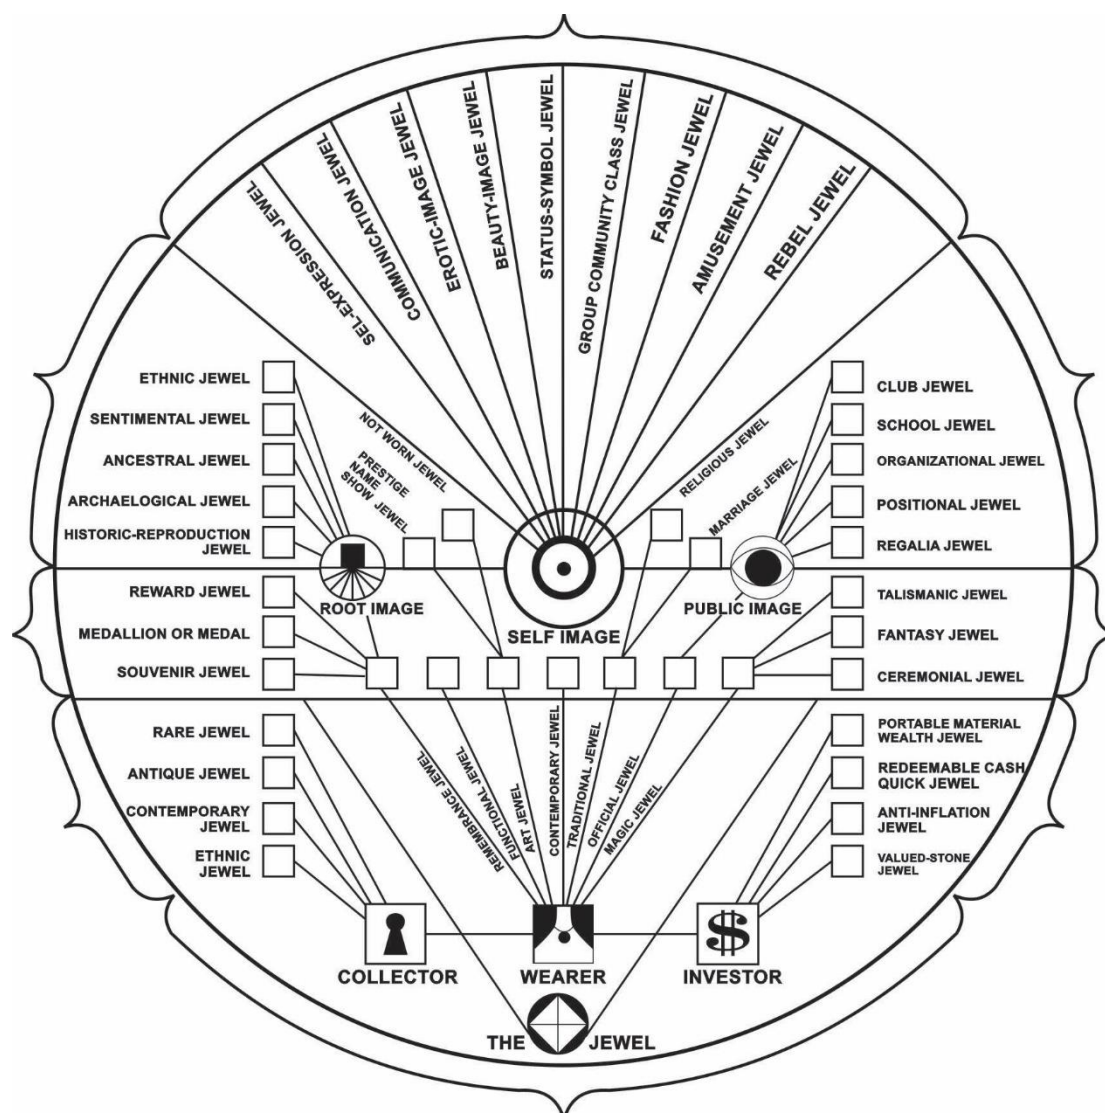 SEL-EXPRESSION JEWEL
COMMUNICATION JEWEL
EROTIC-IMAGE JEWEL
BEAUTY-IMAGE JEWEL
STATUS-SYMBOL JEWEL
GROUP COMMUNITY CLASS JEWEL
FASHION JEWEL
AMUSEMENT JEWEL
REBEL JEWEL
ETHNIC JEWEL
SENTIMENTAL JEWEL
ANCESTRAL JEWEL
ARCHAELOGICAL JEWEL
HISTORIC-REPRODUCTION
JEWEL
NOT WORN JEWEL
PRESTIGE
NAME
SHOW JEWEL
RELIGIOUS JEWEL
MARRIAGE JEWEL
CLUB JEWEL
SCHOOL JEWEL
ORGANIZATIONAL JEWEL
POSITIONAL JEWEL
REGALIA JEWEL
ROOT IMAGE
SELF IMAGE
PUBLIC IMAGE
REWARD JEWEL
MEDALLION OR MEDAL
SOUVENIR JEWEL
TALISMANIC JEWEL
FANTASY JEWEL
CEREMONIAL JEWEL
REMEMBRANCE JEWEL
FUNCTIONAL JEWEL
ART JEWEL
CONTEMPORARY JEWEL
TRADITIONAL JEWEL
OFFICIAL JEWEL
MAGIC JEWEL
RARE JEWEL
ANTIQUE JEWEL
CONTEMPORARY
JEWEL
ETHNIC
JEWEL
PORTABLE MATERIAL
WEALTH JEWEL
REDEEMABLE CASH
QUICK JEWEL
ANTI-INFLATION
JEWEL
VALUED-STONE
JEWEL
$
COLLECTOR
WEARER
INVESTOR
THE JEWEL